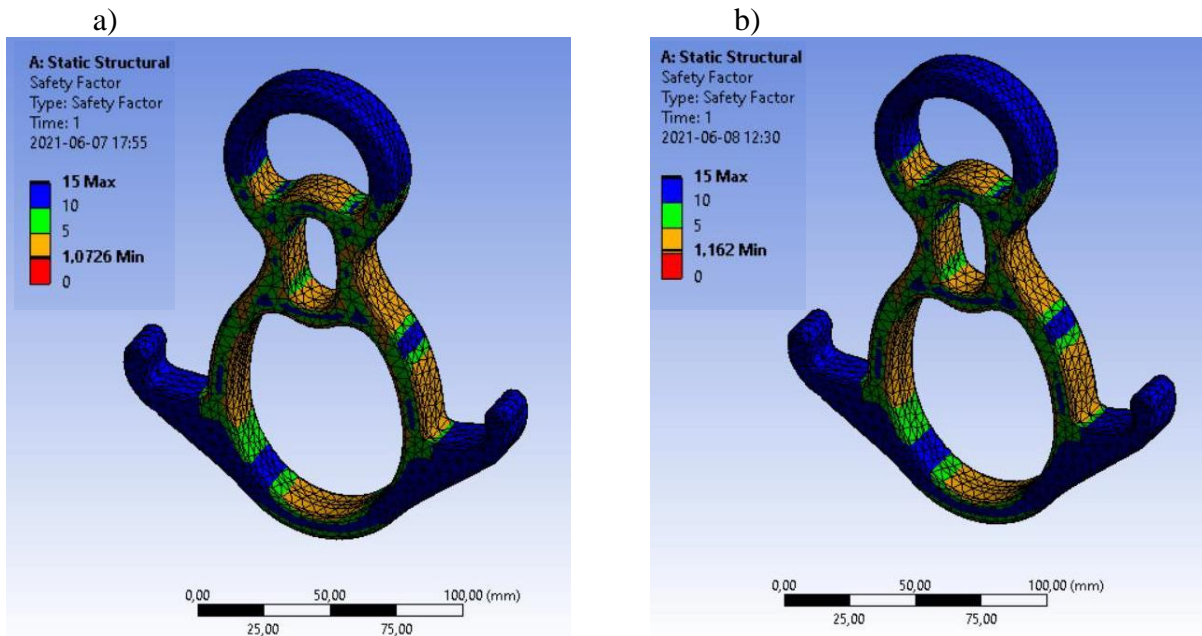 a)
A: Static Structural
Safety Factor
Type: Safety Factor
Time: 1
2021-06-07 17:55
15 Max
10
5
1,0726 Min
0
0,00 50,00 100,00 (mm)
25,00 75,00
b)
A: Static Structural
Safety Factor
Type: Safety Factor
Time: 1
2021-06-08 12:30
15 Max
10
5
1,162 Min
0
0,00 50,00 100,00 (mm)
25,00 75,00